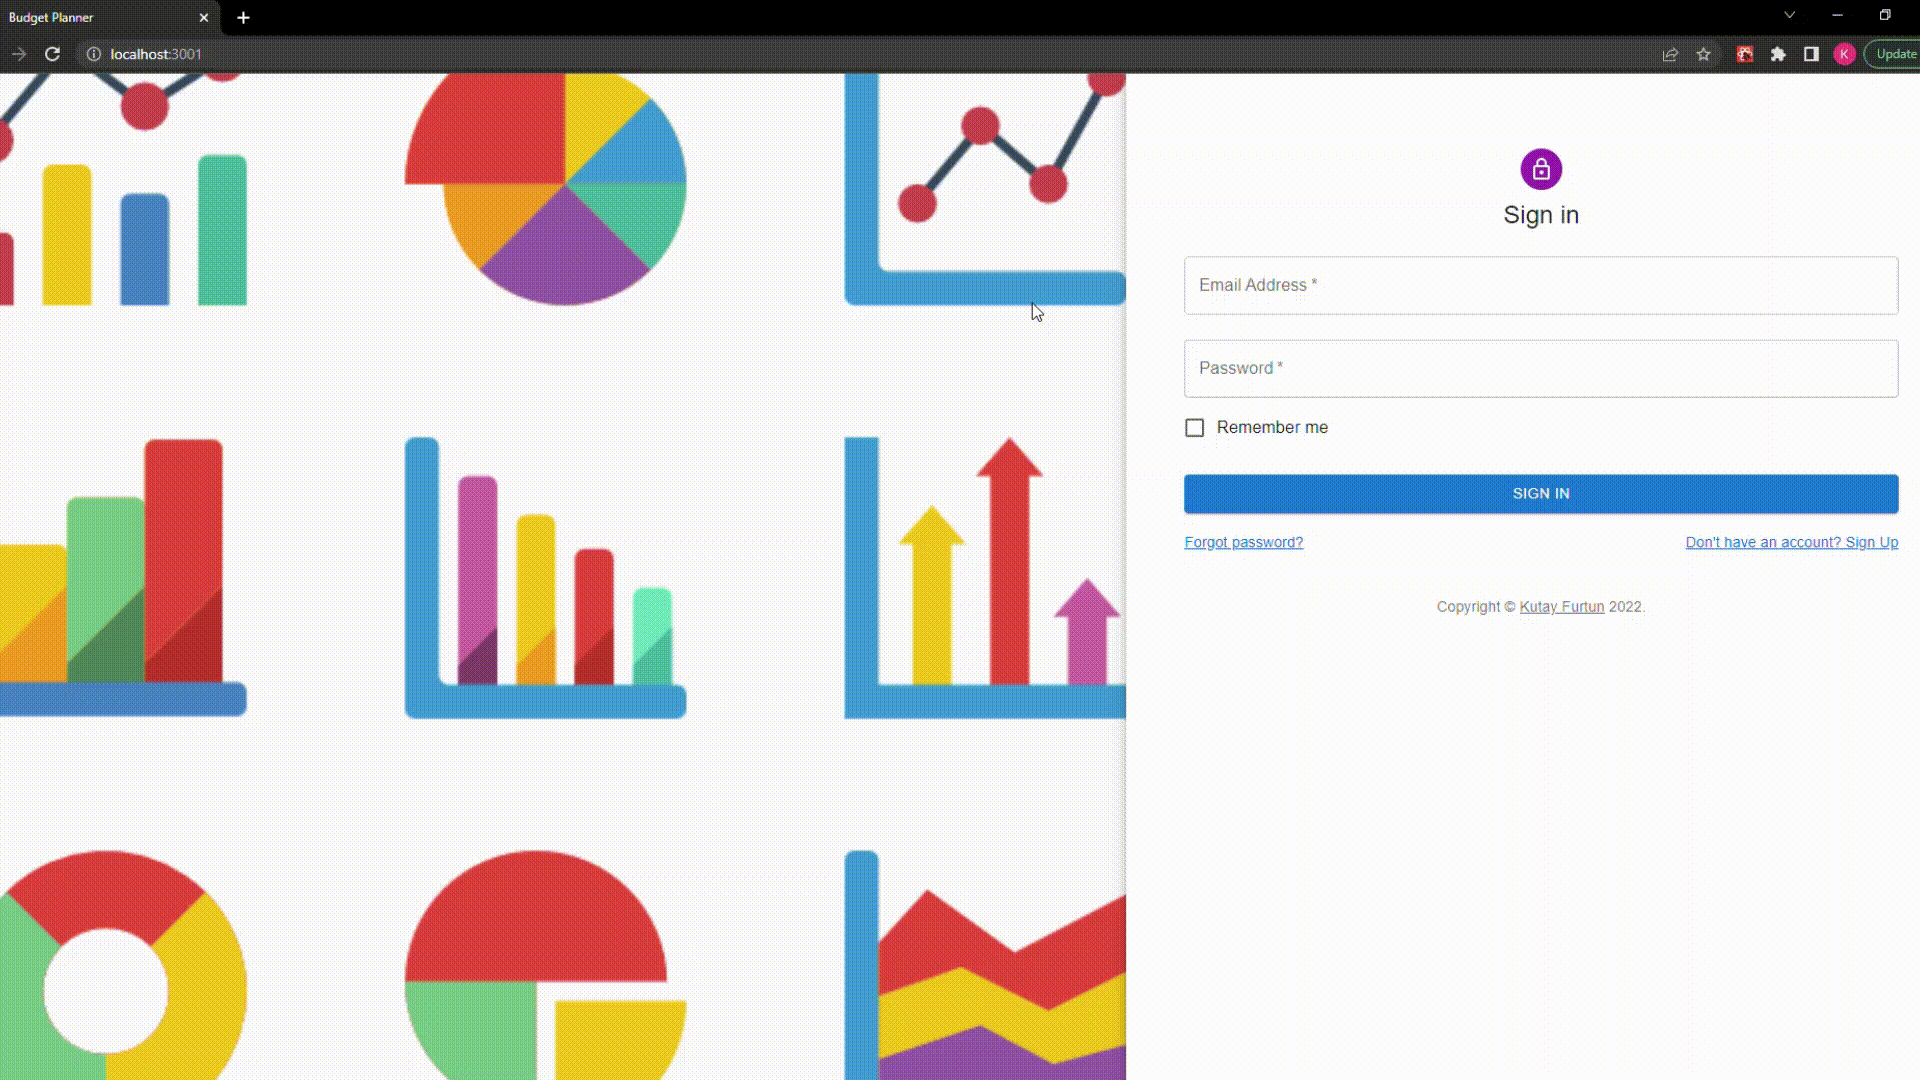 Budget Planner
localhost:3001
K
Update
Sign in
Email Address *
Password *
Remember me
SIGN IN
Forgot password?
Don't have an account? Sign Up
Copyright © Kutay Furtun 2022.